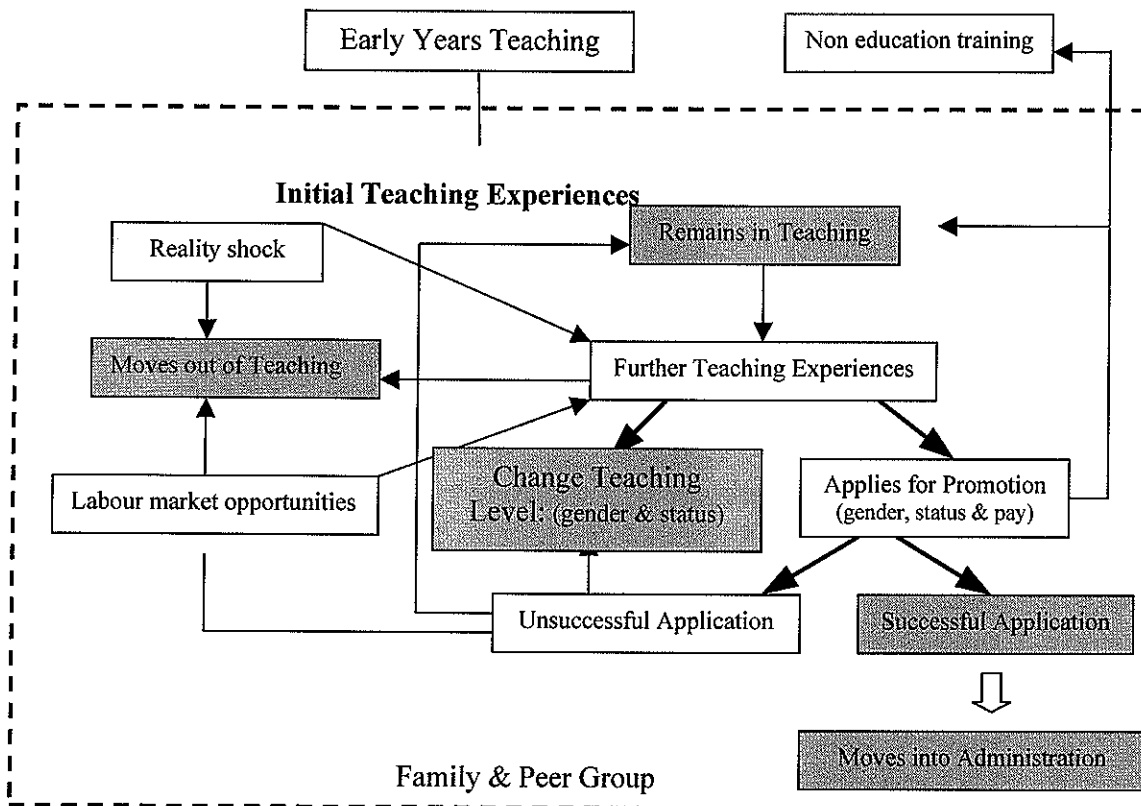 Early Years Teaching
Non education training
Initial Teaching Experiences
Remains in Teaching
Reality shock
Moves out of Teaching
Further Teaching Experiences
Change Teaching
Level: (gender & status)
Applies for Promotion
(gender, status & pay)
Labour market opportunities
Unsuccessful Application
Successful Application
Moves into Administration
Family & Peer Group